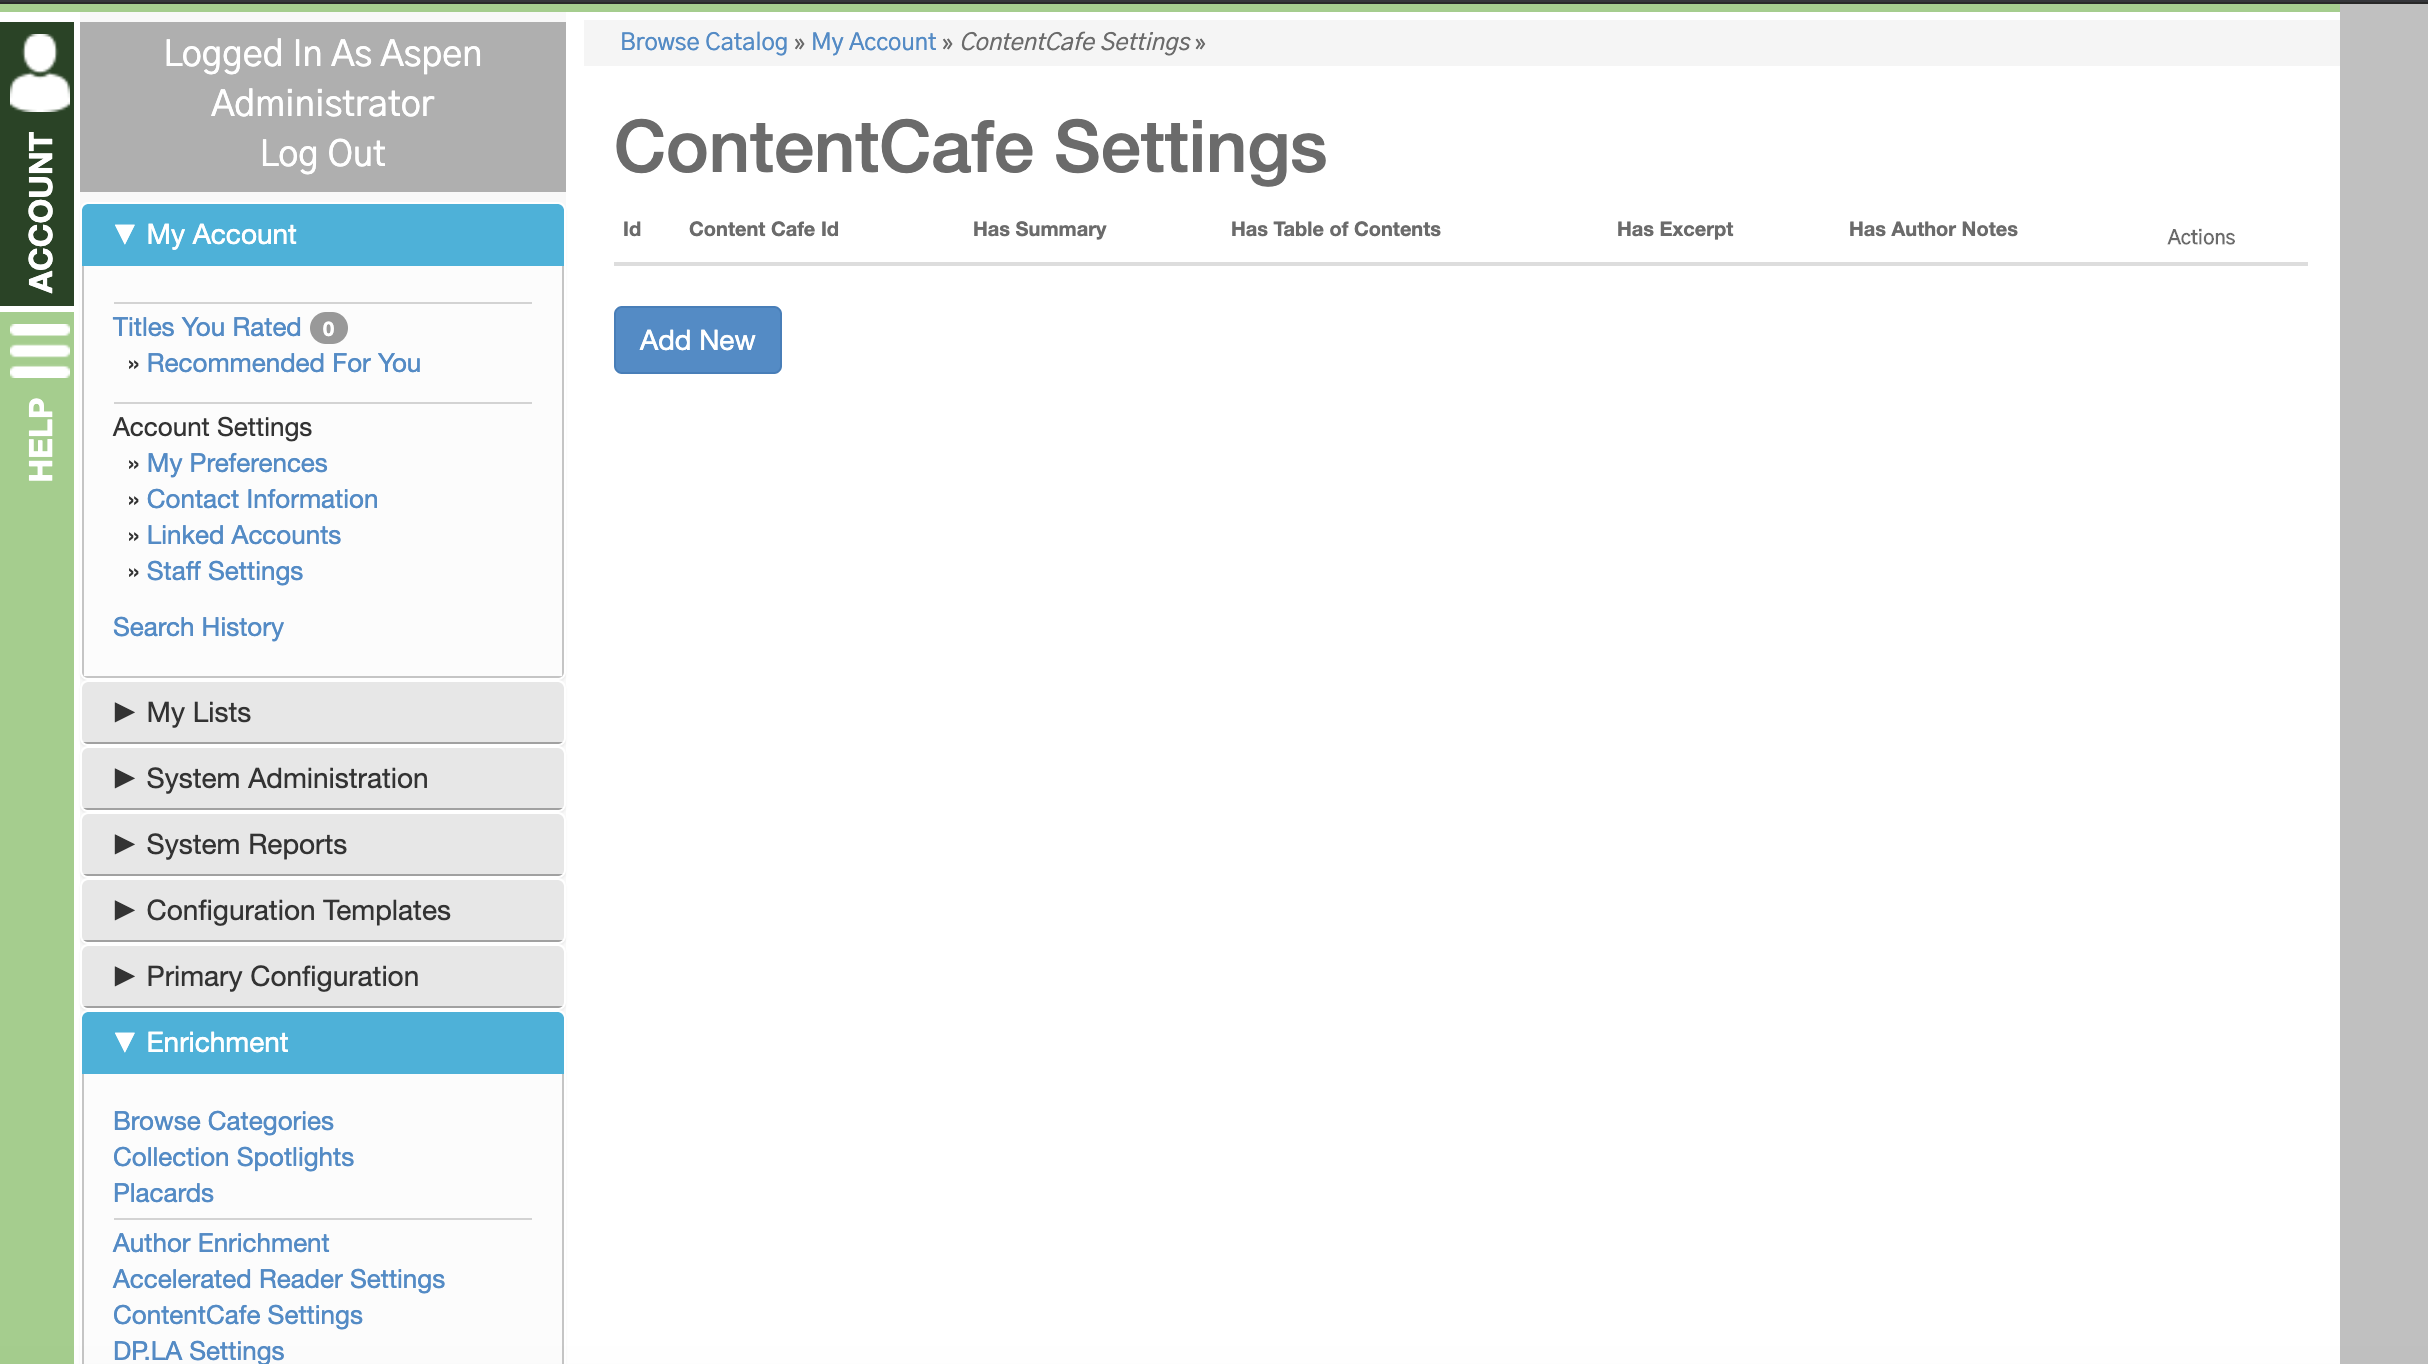 ACCOUNT
HELP
Logged In As Aspen
Administrator
Log Out
▼ My Account
Titles You Rated 0
» Recommended For You
Account Settings
» My Preferences
» Contact Information
» Linked Accounts
» Staff Settings
Search History
▶ My Lists
▶ System Administration
▶ System Reports
▶ Configuration Templates
▶ Primary Configuration
▼ Enrichment
Browse Categories
Collection Spotlights
Placards
Author Enrichment
Accelerated Reader Settings
ContentCafe Settings
DP.LA Settings
Browse Catalog » My Account » ContentCafe Settings »
ContentCafe Settings
Id Content Cafe Id Has Summary Has Table of Contents Has Excerpt Has Author Notes Actions
Add New